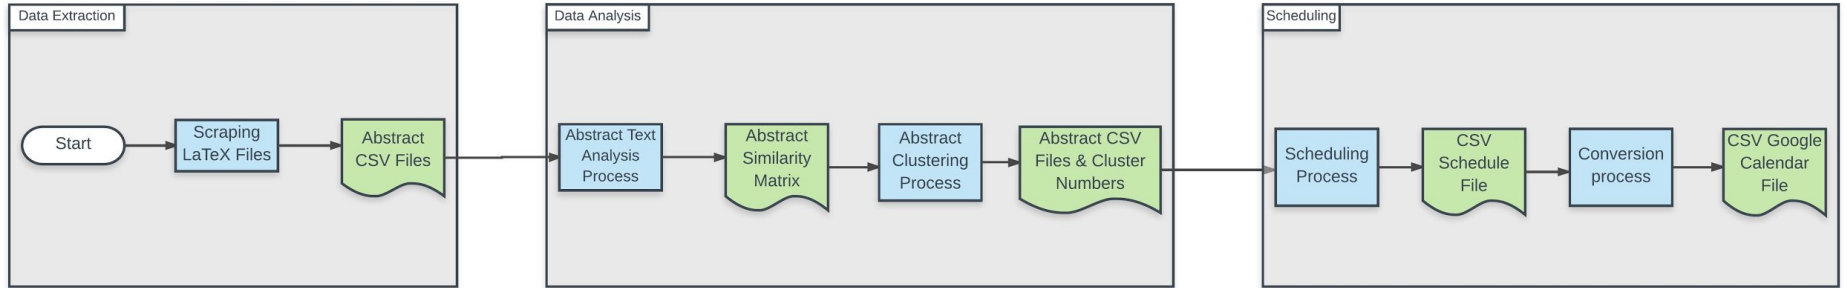 Data Extraction
Start
Scraping
LaTeX Files
Abstract
CSV Files
Data Analysis
Abstract Text
Analysis
Process
Abstract
Similarity
Matrix
Abstract
Clustering
Process
Abstract CSV
Files & Cluster
Numbers
Scheduling
Scheduling
Process
CSV
Schedule
File
Conversion
process
CSV Google
Calendar
File